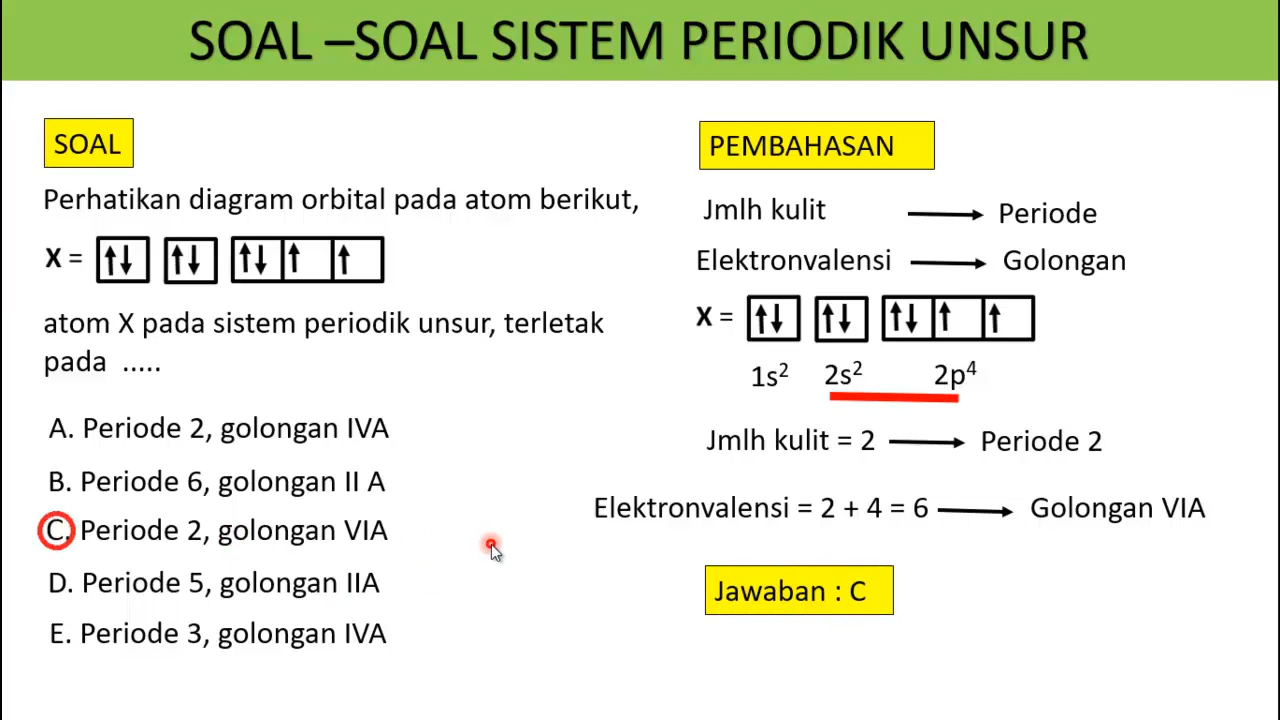 SOAL –SOAL SISTEM PERIODIK UNSUR
SOAL
Perhatikan diagram orbital pada atom berikut,
X =
atom X pada sistem periodik unsur, terletak
pada .....
A. Periode 2, golongan IVA
B. Periode 6, golongan II A
C. Periode 2, golongan VIA
D. Periode 5, golongan IIA
E. Periode 3, golongan IVA
PEMBAHASAN
Jmlh kulit → Periode
Elektronvalensi → Golongan
X =
1s² 2s² 2p⁴
Jmlh kulit = 2 → Periode 2
Elektronvalensi = 2 + 4 = 6 → Golongan VIA
Jawaban : C